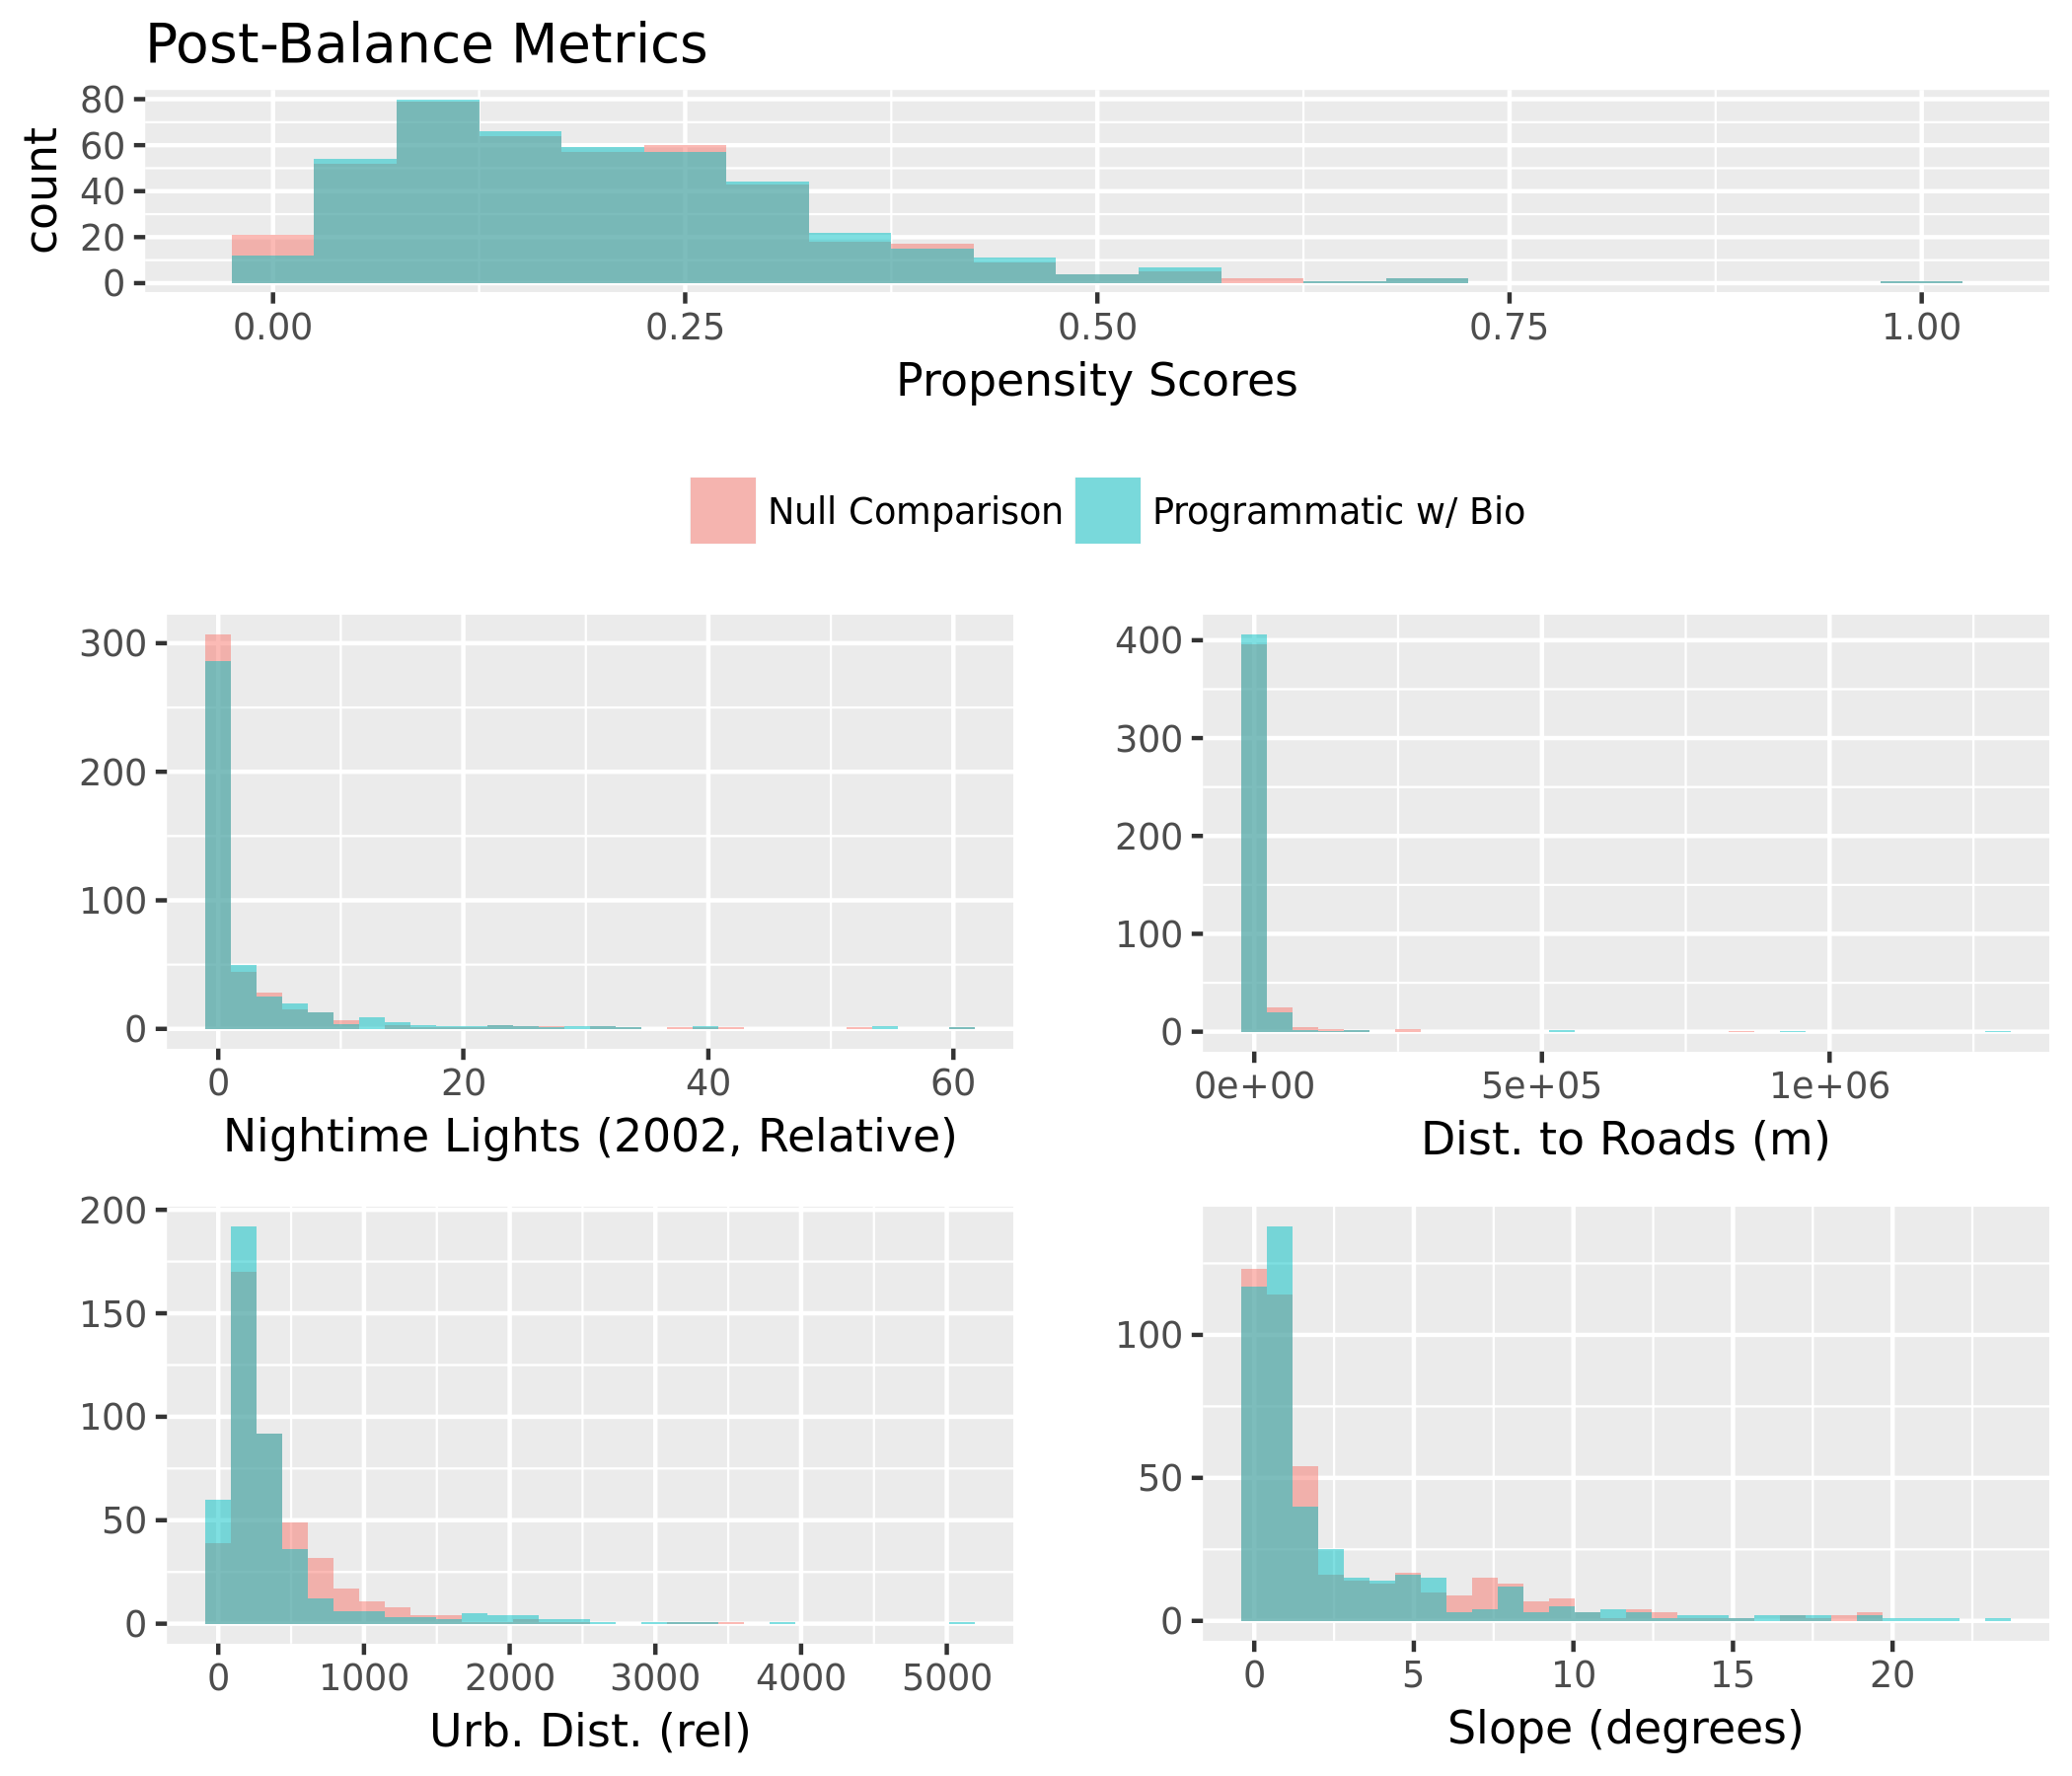 Post-Balance Metrics
80
60
40
20
0
count
0.00 0.25 0.50 0.75 1.00
Propensity Scores
Null Comparison Programmatic w/ Bio
300
200
100
0
0 20 40 60
Nightime Lights (2002, Relative)
400
300
200
100
0
0e+00 5e+05 1e+06
Dist. to Roads (m)
200
150
100
50
0
0 1000 2000 3000 4000 5000
Urb. Dist. (rel)
100
50
0
0 5 10 15 20
Slope (degrees)